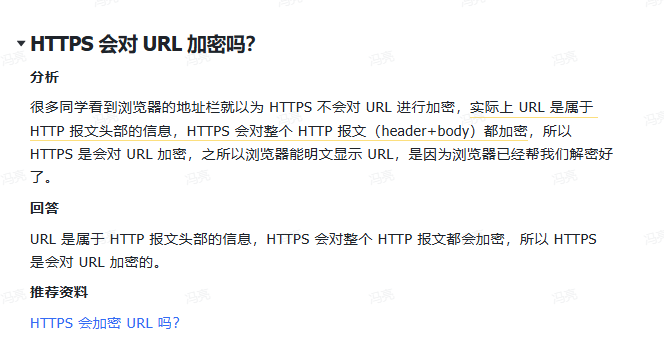 HTTPS 会对 URL 加密吗？
分析
很多同学看到浏览器的地址栏就以为 HTTPS 不会对 URL 进行加密，实际上 URL 是属于
HTTP 报文头部的信息，HTTPS 会对整个 HTTP 报文（header+body）都加密，所以
HTTPS 是会对 URL 加密，之所以浏览器能明文显示 URL，是因为浏览器已经帮我们解密好
了。
回答
URL 是属于 HTTP 报文头部的信息，HTTPS 会对整个 HTTP 报文都会加密，所以 HTTPS
是会对 URL 加密的。
推荐资料
HTTPS 会加密 URL 吗？